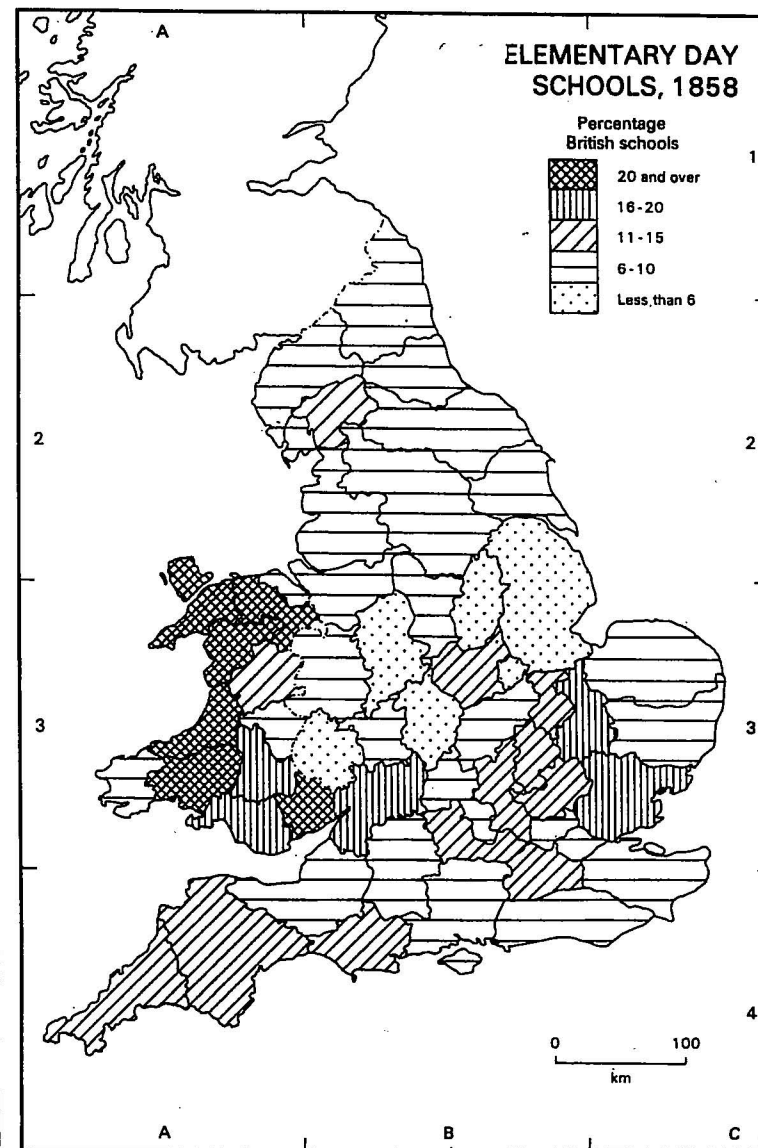 A
ELEMENTARY DAY
SCHOOLS, 1858
Percentage
British schools
20 and over
16-20
11-15
6-10
Less than 6
1
2
2
3
3
4
0 100
km
A
B
C